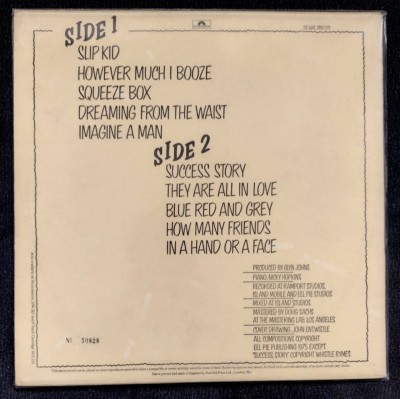 SIDE 1
SLIP KID
HOWEVER MUCH I BOOZE
SQUEEZE BOX
DREAMING FROM THE WAIST
IMAGINE A MAN
SIDE 2
SUCCESS STORY
THEY ARE ALL IN LOVE
BLUE RED AND GREY
HOW MANY FRIENDS
IN A HAND OR A FACE
PRODUCED BY GLYN JOHNS
PIANO: NICKY HOPKINS
RECORDED AT RAMPORT STUDIOS,
ISLAND MOBILE AND EEL PIE STUDIOS
MIXED AT ISLAND STUDIOS
MASTERED BY DOUG SACHS
AT THE MASTERING LAB, LOS ANGELES
COVER DRAWING: JOHN ENTWISTLE
ALL COMPOSITIONS COPYRIGHT
EEL PIE PUBLISHING 1975 EXCEPT
'SUCCESS STORY' COPYRIGHT WHISTLE RYMES